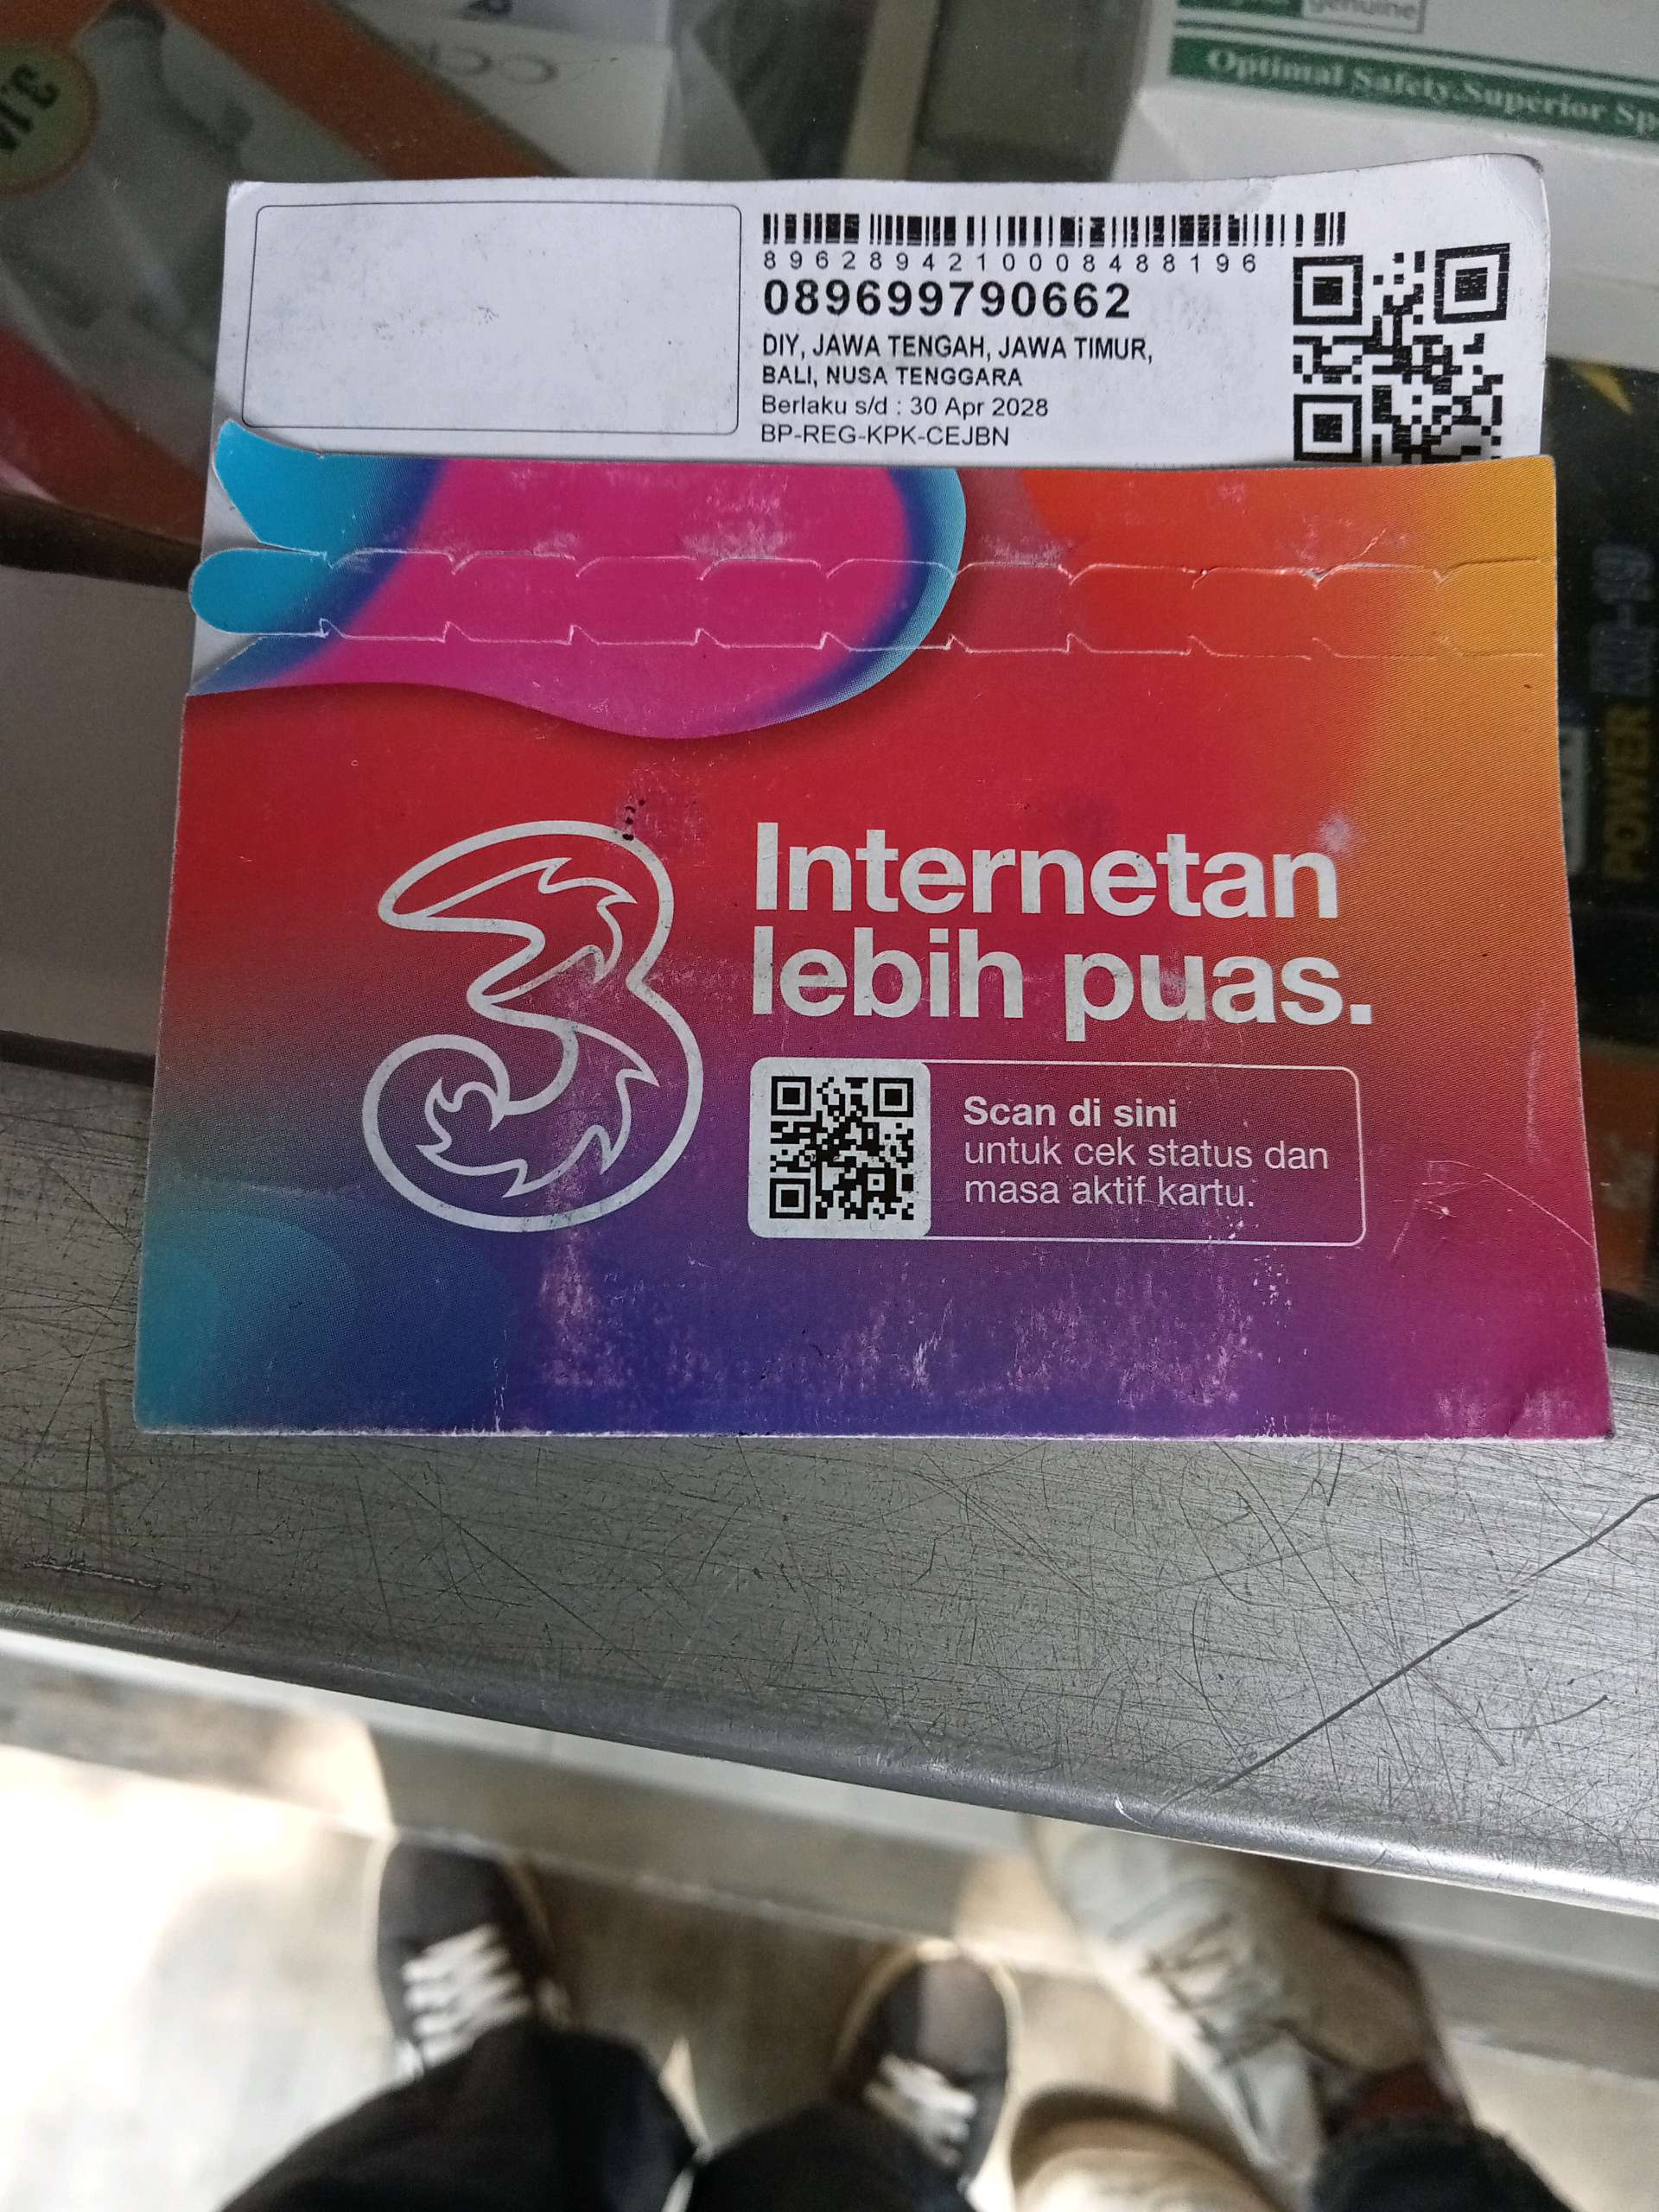 genuine
Optimal Safety.Superior
8962894210008488196
089699790662
DIY, JAWA TENGAH, JAWA TIMUR,
BALI, NUSA TENGGARA
Berlaku s/d : 30 Apr 2028
BP-REG-KPK-CEJBN
3
Internetan
lebih puas.
Scan di sini
untuk cek status dan
masa aktif kartu.
POWER